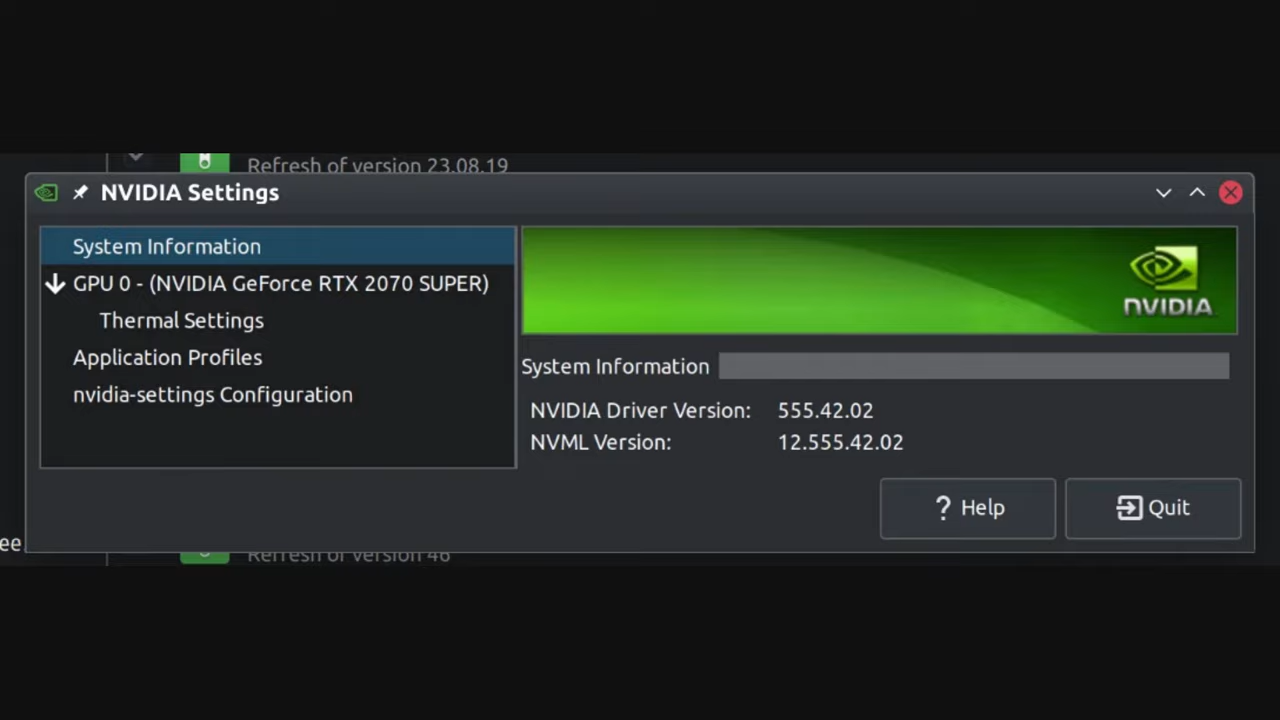 Refresh of version 23.08.19
NVIDIA Settings
System Information
GPU 0 - (NVIDIA GeForce RTX 2070 SUPER)
Thermal Settings
Application Profiles
nvidia-settings Configuration
NVIDIA
System Information
NVIDIA Driver Version: 555.42.02
NVML Version: 12.555.42.02
? Help
Quit
ee
Refresh of version 46